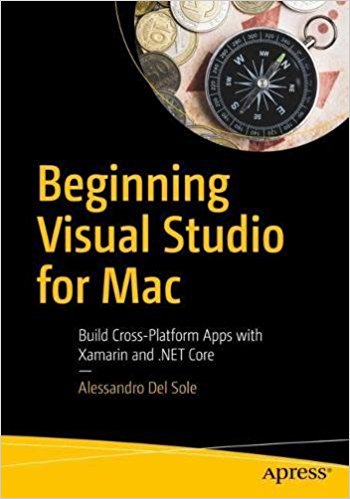 Beginning
Visual Studio
for Mac
Build Cross-Platform Apps with
Xamarin and .NET Core
—
Alessandro Del Sole
Apress®